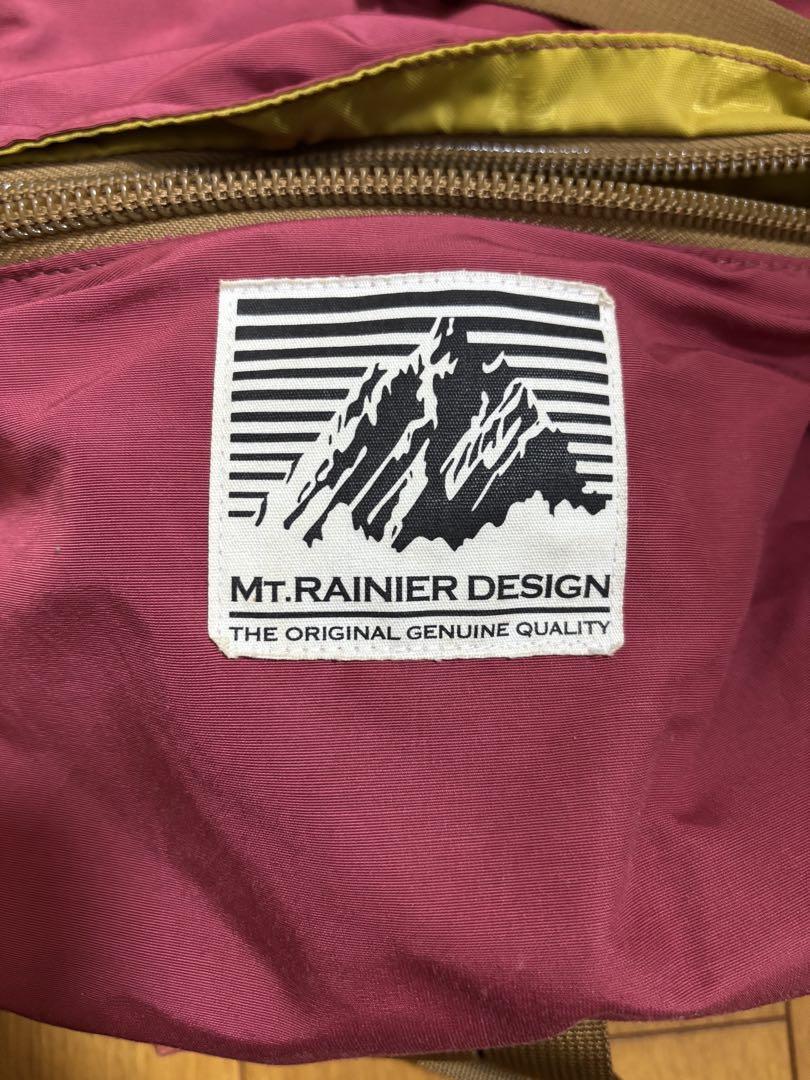 MT.RAINIER DESIGN
THE ORIGINAL GENUINE QUALITY